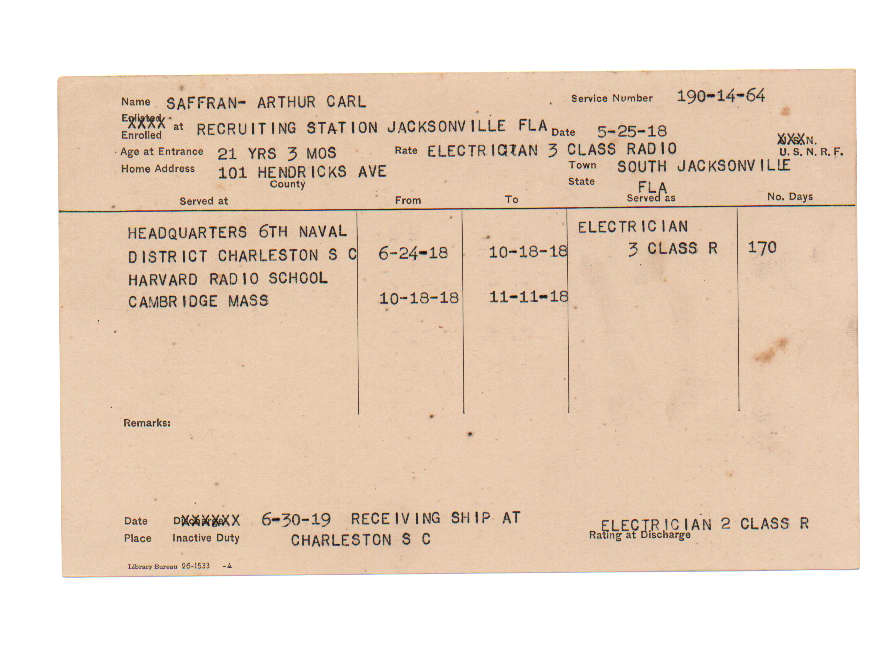 Name SAFFRAN- ARTHUR CARL Service Number 190-14-64
Enlisted
XXXX at RECRUITING STATION JACKSONVILLE FLA Date 5-25-18
Enrolled
U.S.N.
Age at Entrance 21 YRS 3 MOS Rate ELECTRICIAN 3 CLASS RADIO U. S. N. R. F.
Home Address 101 HENDRICKS AVE Town SOUTH JACKSONVILLE
County State FLA
Served at From To Served as No. Days
HEADQUARTERS 6TH NAVAL ELECTRICIAN
DISTRICT CHARLESTON S C 6-24-18 10-18-18 3 CLASS R 170
HARVARD RADIO SCHOOL
CAMBRIDGE MASS 10-18-18 11-11-18
Remarks:
Date Discharge XXXXXX 6-30-19 RECEIVING SHIP AT ELECTRICIAN 2 CLASS R
Place Inactive Duty CHARLESTON S C Rating at Discharge
Library Bureau 26-1533 -A